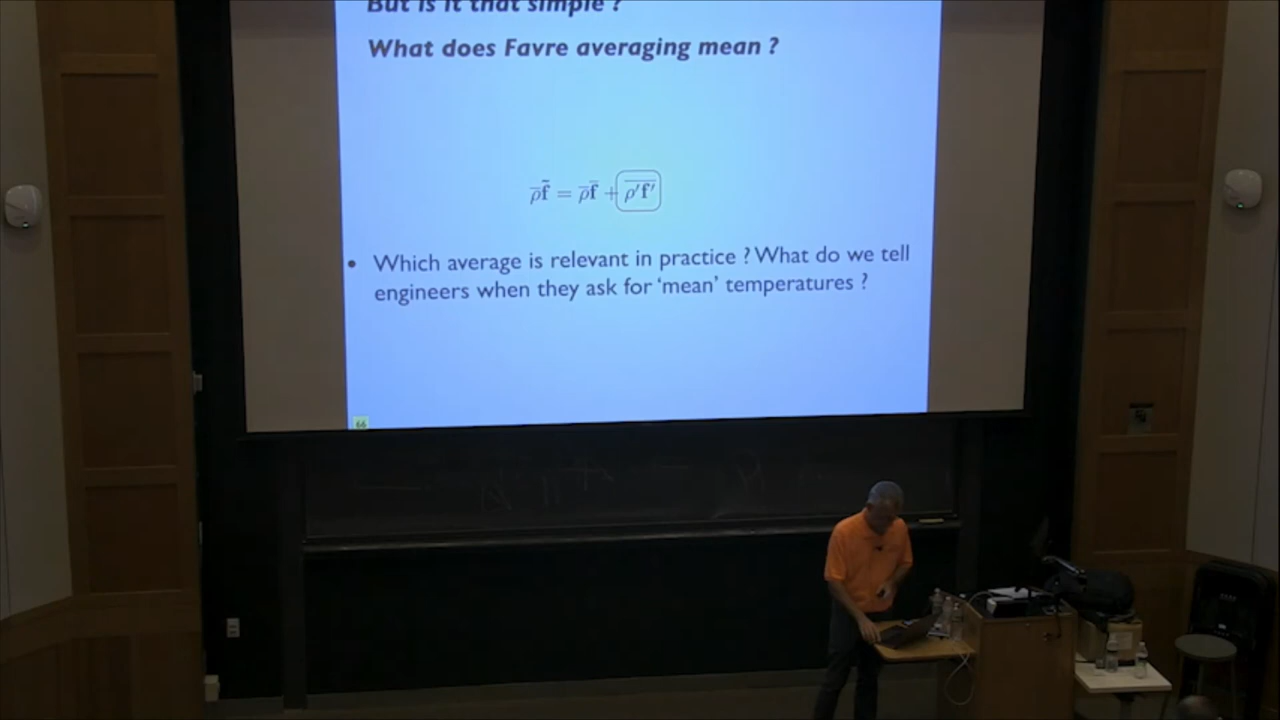 But is it that simple ?
What does Favre averaging mean ?
ρ̅f̃ = ρ̅f̅ + \overline{ρ′f′}
• Which average is relevant in practice ? What do we tell
engineers when they ask for ‘mean’ temperatures ?
66